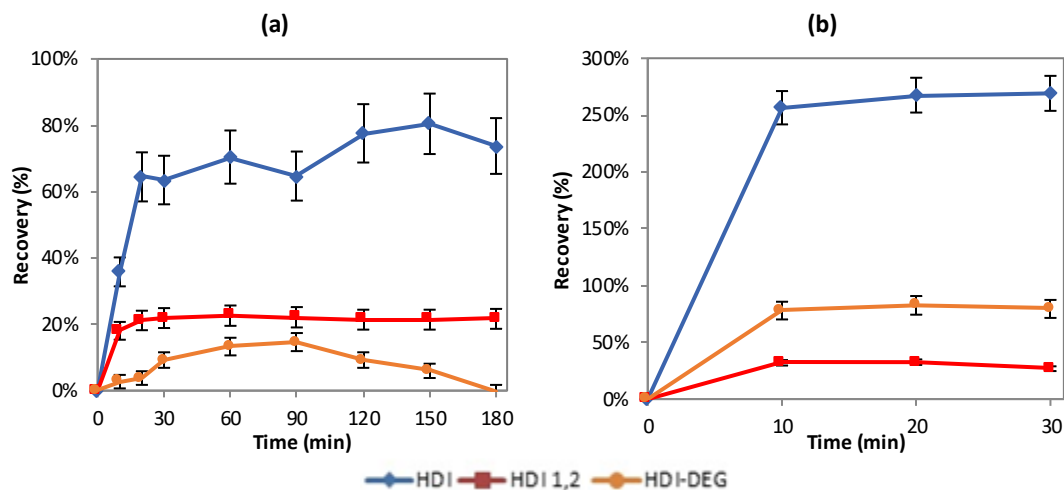 (a)
100%
80%
60%
40%
20%
0%
Recovery (%)
0 30 60 90 120 150 180
Time (min)
(b)
300%
250%
200%
150%
100%
50%
0%
Recovery (%)
0 10 20 30
Time (min)
HDI HDI 1,2 HDI-DEG